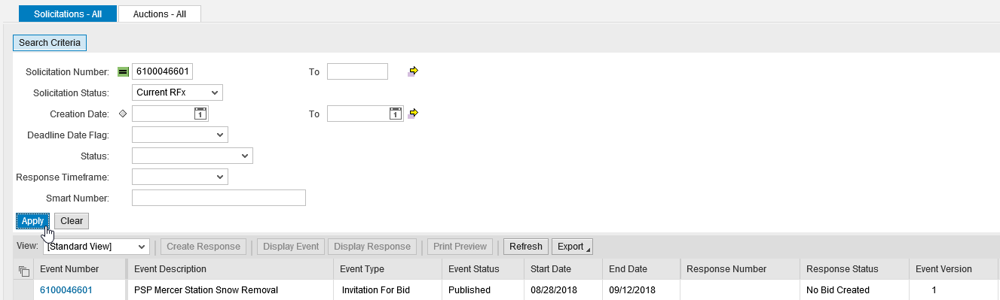 Solicitations - All Auctions - All
Search Criteria
Solicitation Number: 6100046601 To
Solicitation Status: Current RFx
Creation Date: 1 To 1
Deadline Date Flag:
Status:
Response Timeframe:
Smart Number:
Apply Clear
View: [Standard View] Create Response Display Event Display Response Print Preview Refresh Export
Event Number Event Description Event Type Event Status Start Date End Date Response Number Response Status Event Version
6100046601 PSP Mercer Station Snow Removal Invitation For Bid Published 08/28/2018 09/12/2018 No Bid Created 1